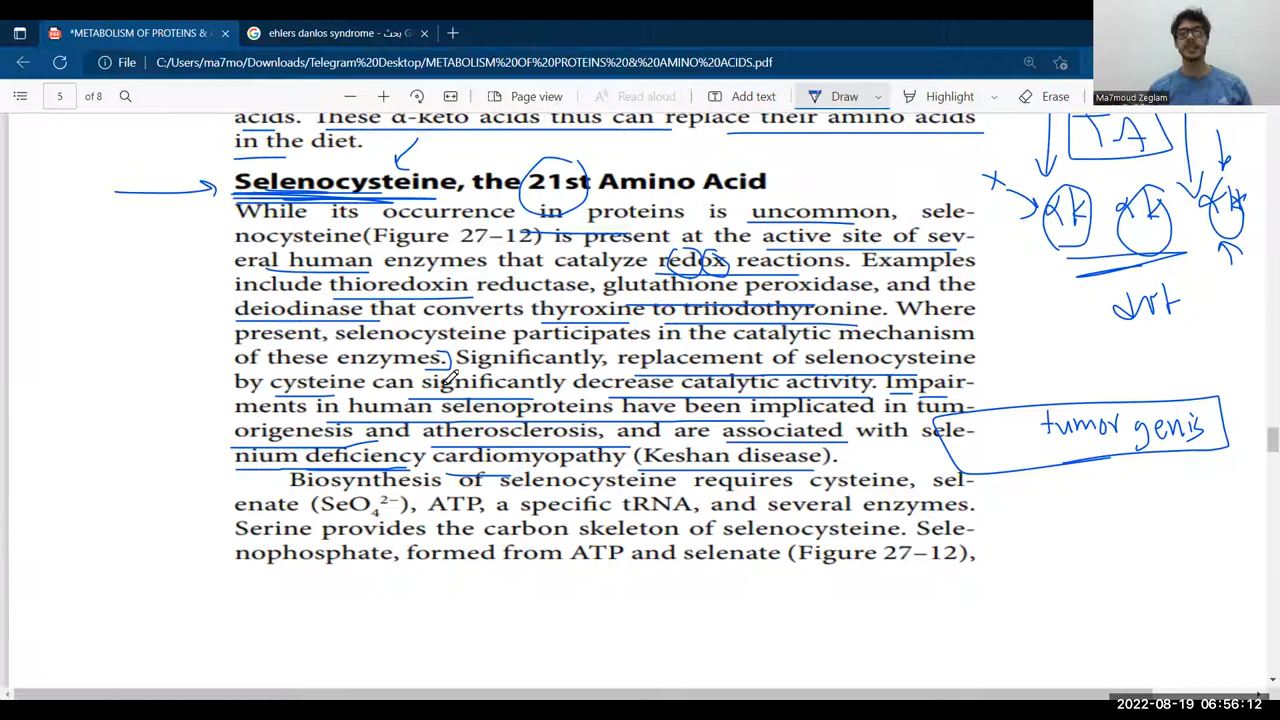 *METABOLISM OF PROTEINS &
ehlers danlos syndrome - بحث G
File
C:/Users/ma7mo/Downloads/Telegram%20Desktop/METABOLISM%20OF%20PROTEINS%20&%20AMINO%20ACIDS.pdf
5 of 8
Page view
Read aloud
Add text
Draw
Highlight
Erase
Ma7moud Zeglam
acids. These α-keto acids thus can replace their amino acids
in the diet.
Selenocysteine, the 21st Amino Acid
While its occurrence in proteins is uncommon, sele-
nocysteine(Figure 27–12) is present at the active site of sev-
eral human enzymes that catalyze redox reactions. Examples
include thioredoxin reductase, glutathione peroxidase, and the
deiodinase that converts thyroxine to triiodothyronine. Where
present, selenocysteine participates in the catalytic mechanism
of these enzymes. Significantly, replacement of selenocysteine
by cysteine can significantly decrease catalytic activity. Impair-
ments in human selenoproteins have been implicated in tum-
origenesis and atherosclerosis, and are associated with sele-
nium deficiency cardiomyopathy (Keshan disease).
Biosynthesis of selenocysteine requires cysteine, sel-
enate (SeO₄²⁻), ATP, a specific tRNA, and several enzymes.
Serine provides the carbon skeleton of selenocysteine. Sele-
nophosphate, formed from ATP and selenate (Figure 27–12),
TA
αk αk αk
tumor genis
2022-08-19 06:56:12